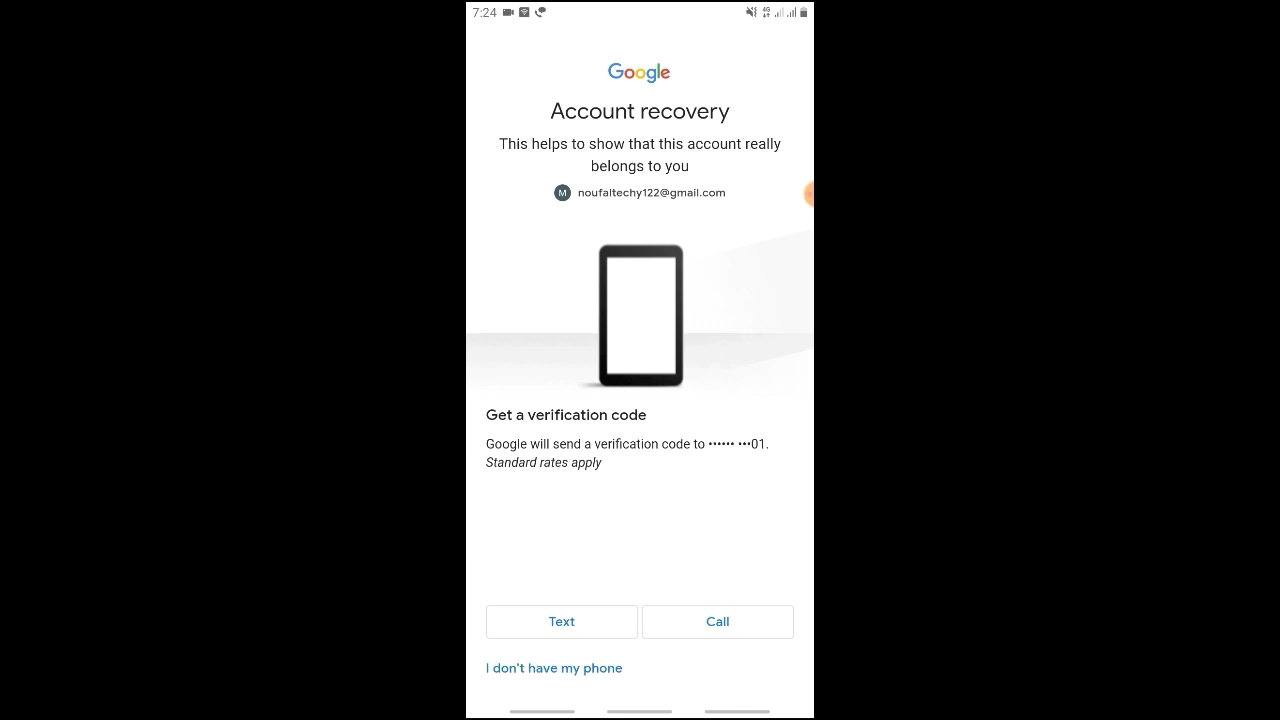 7:24
4G
Google
Account recovery
This helps to show that this account really
belongs to you
M noufaltechy122@gmail.com
Get a verification code
Google will send a verification code to •••••• •••01.
Standard rates apply
Text Call
I don't have my phone